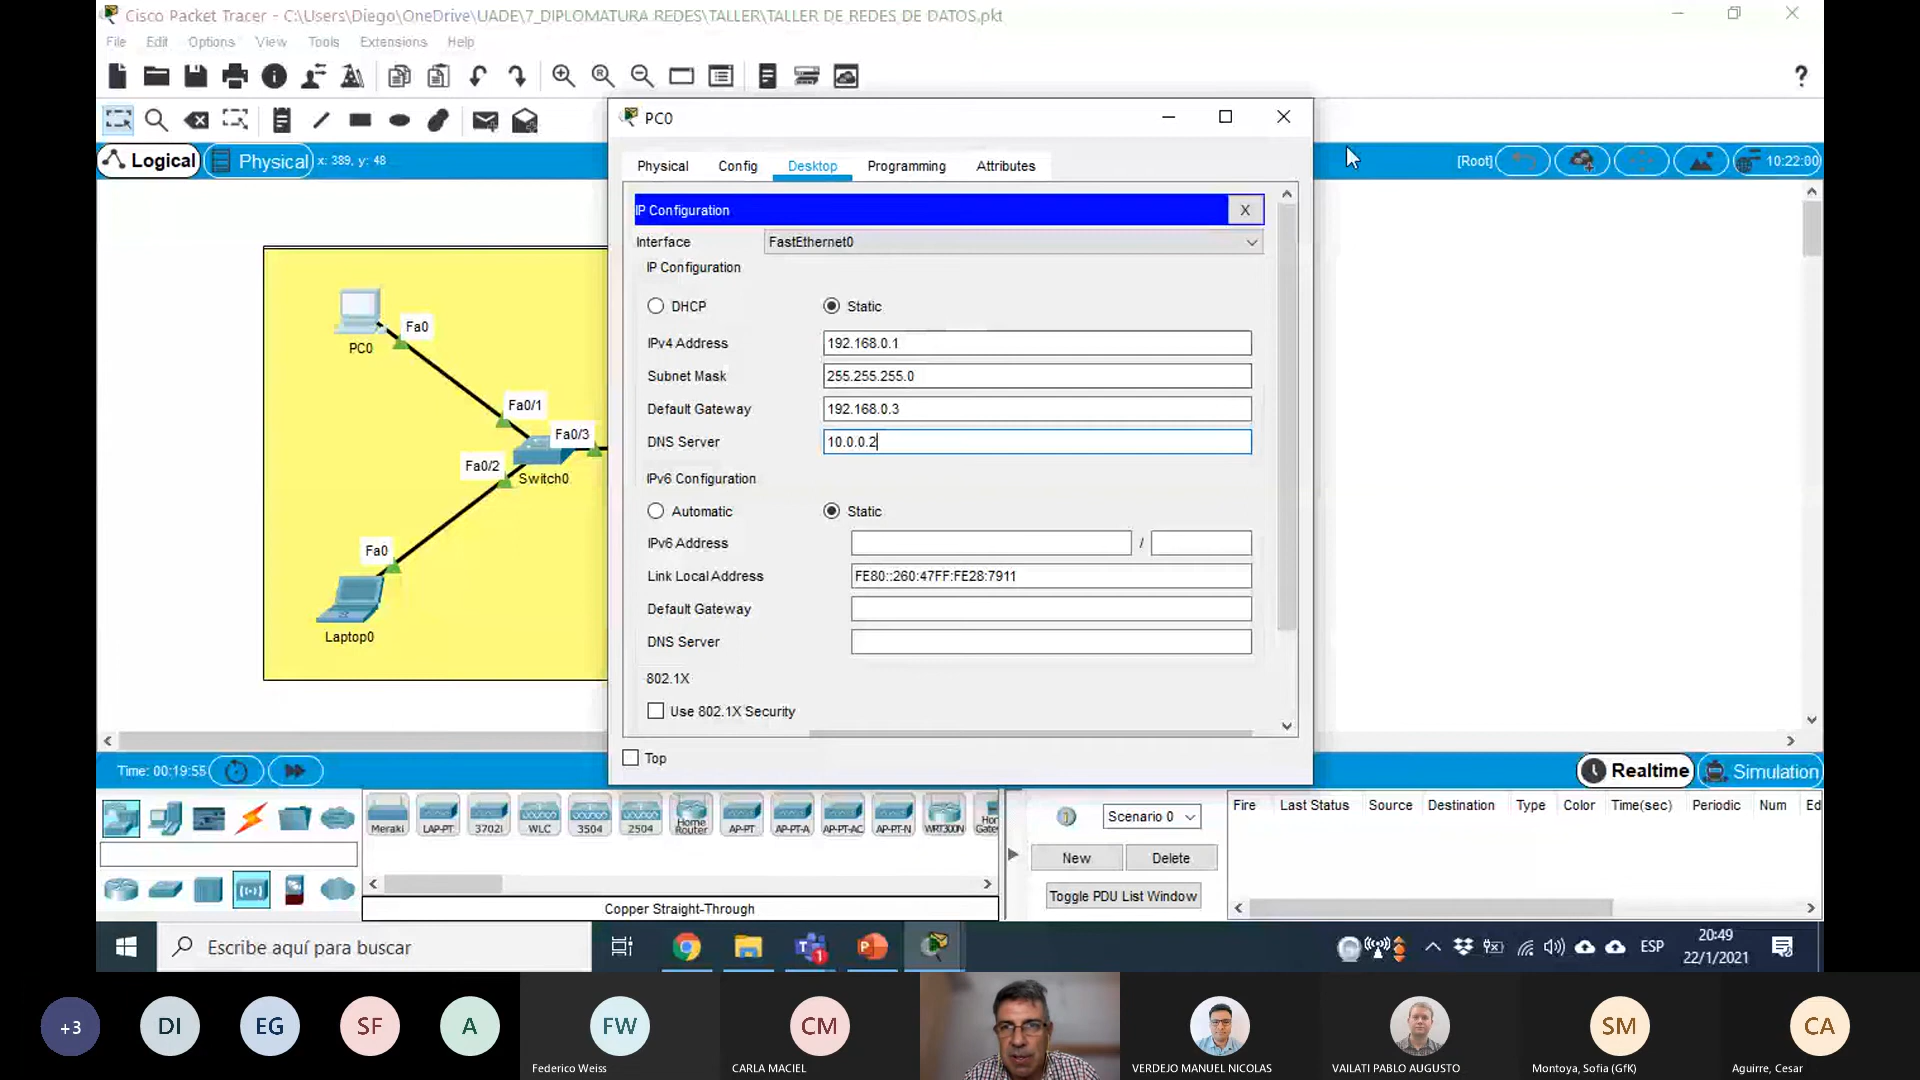 Cisco Packet Tracer - C:\Users\Diego\OneDrive\UADE\7_DIPLOMATURA REDES\TALLER\TALLER DE REDES DE DATOS.pkt
File Edit Options View Tools Extensions Help
?
PC0
Logical Physical x: 389, y: 48
[Root] 10:22:00
Physical Config Desktop Programming Attributes
IP Configuration X
Interface FastEthernet0
IP Configuration
DHCP Static
IPv4 Address 192.168.0.1
Subnet Mask 255.255.255.0
Default Gateway 192.168.0.3
DNS Server 10.0.0.2
IPv6 Configuration
Automatic Static
IPv6 Address /
Link Local Address FE80::260:47FF:FE28:7911
Default Gateway
DNS Server
802.1X
Use 802.1X Security
Top
Fa0
PC0
Fa0/1
Fa0/3
Fa0/2
Switch0
Fa0
Laptop0
Time: 00:19:55
Realtime Simulation
Meraki LAP-PT 3702i WLC 3504 2504 Home Router AP-PT AP-PT-A AP-PT-AC AP-PT-N WRT300N
Copper Straight-Through
Scenario 0
New Delete
Toggle PDU List Window
Fire Last Status Source Destination Type Color Time(sec) Periodic Num Ed
Escribe aquí para buscar
1
ESP
20:49
22/1/2021
+3 DI EG SF A FW CM SM CA
Federico Weiss CARLA MACIEL VERDEJO MANUEL NICOLAS VAILATI PABLO AUGUSTO Montoya, Sofia (GfK) Aguirre, Cesar